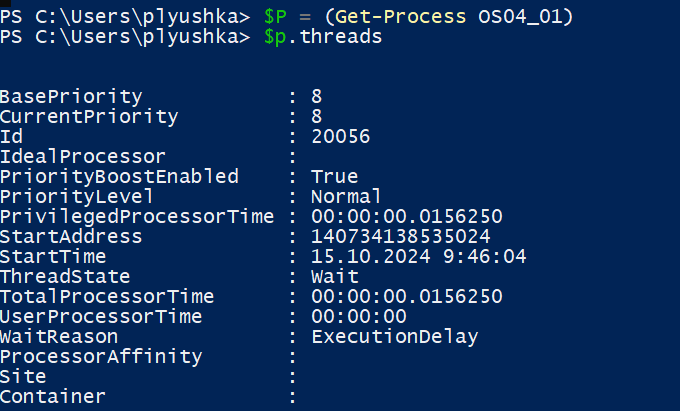 PS C:\Users\plyushka> $P = (Get-Process OS04_01)
PS C:\Users\plyushka> $p.threads
BasePriority : 8
CurrentPriority : 8
Id : 20056
IdealProcessor :
PriorityBoostEnabled : True
PriorityLevel : Normal
PrivilegedProcessorTime : 00:00:00.0156250
StartAddress : 140734138535024
StartTime : 15.10.2024 9:46:04
ThreadState : Wait
TotalProcessorTime : 00:00:00.0156250
UserProcessorTime : 00:00:00
WaitReason : ExecutionDelay
ProcessorAffinity :
Site :
Container :